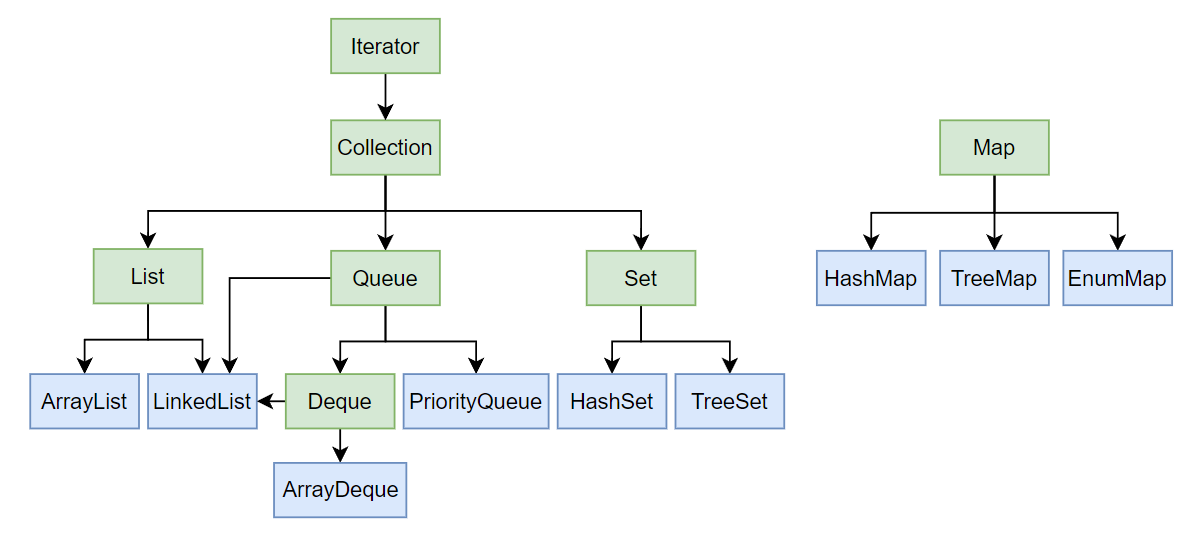 Iterator
Collection
Map
List
Queue
Set
HashMap
TreeMap
EnumMap
ArrayList
LinkedList
Deque
PriorityQueue
HashSet
TreeSet
ArrayDeque